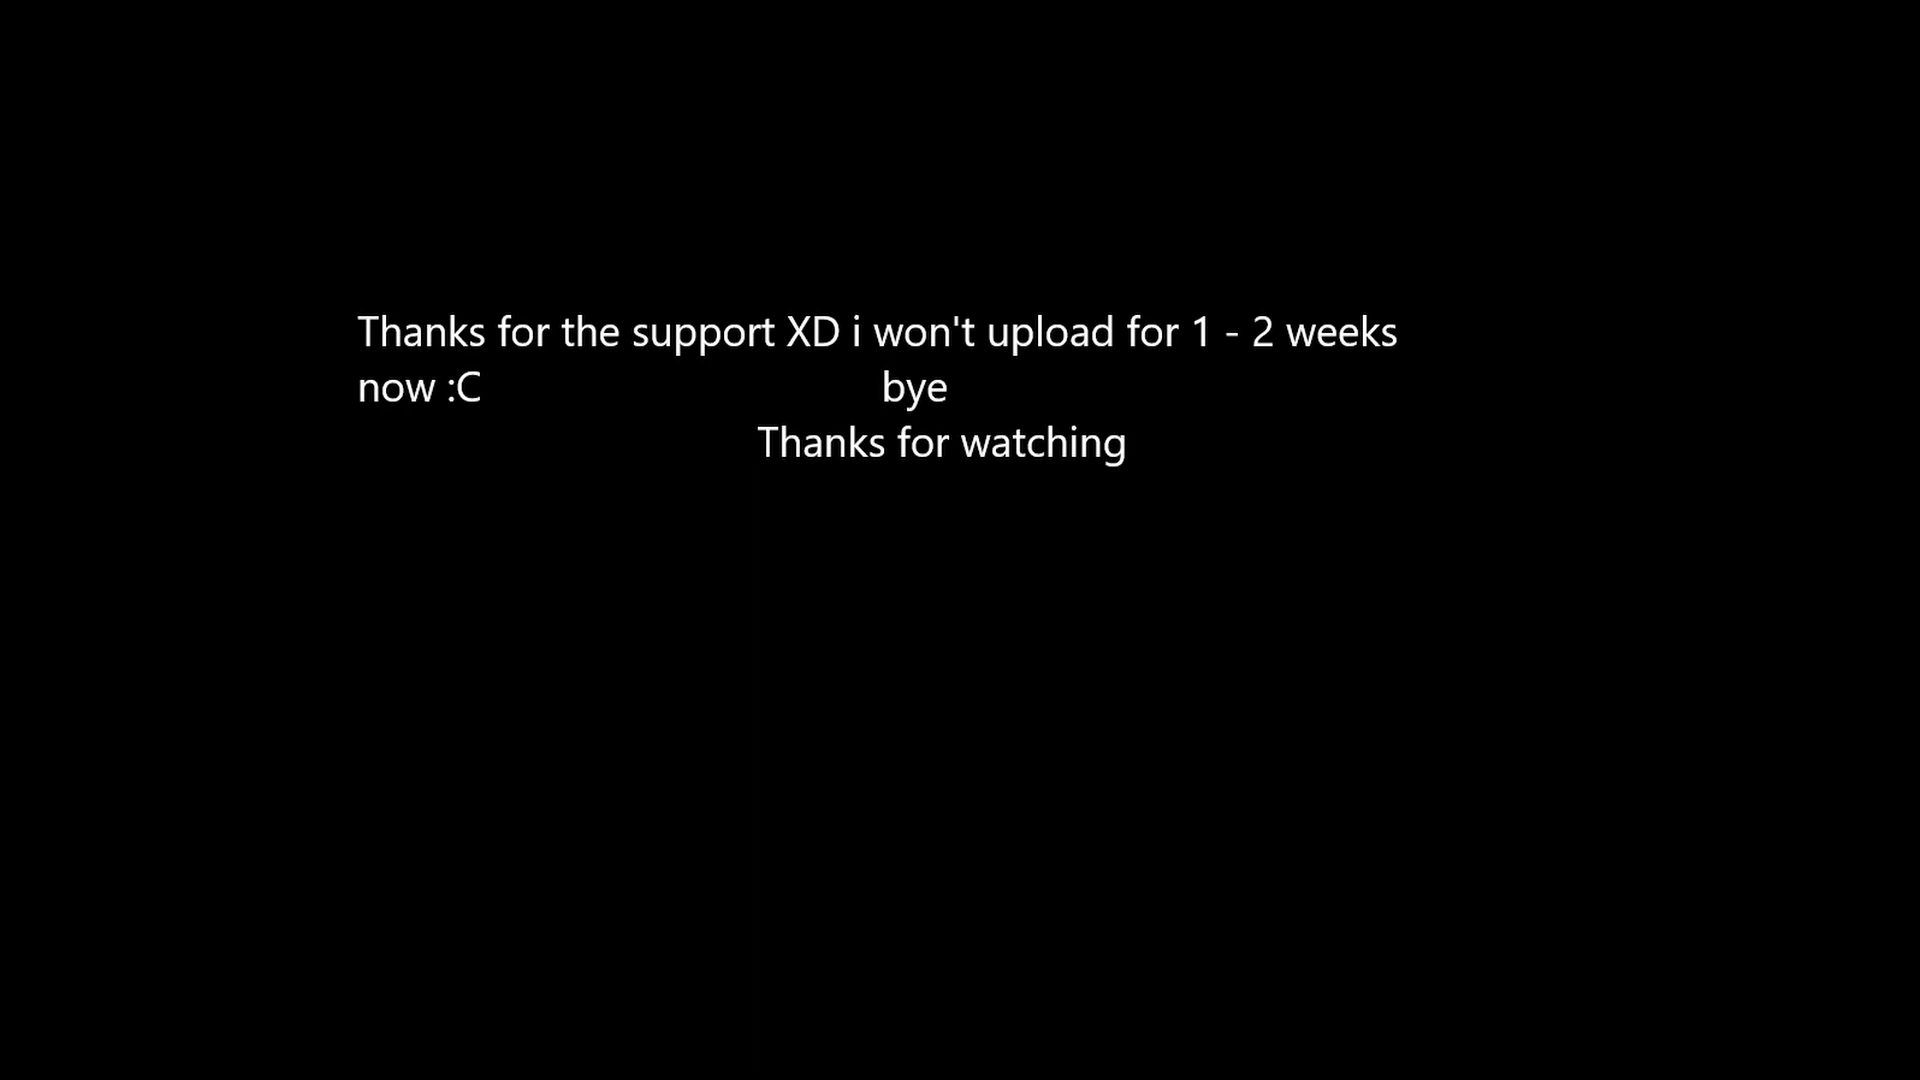 Thanks for the support XD i won't upload for 1 - 2 weeks
now :C bye
Thanks for watching